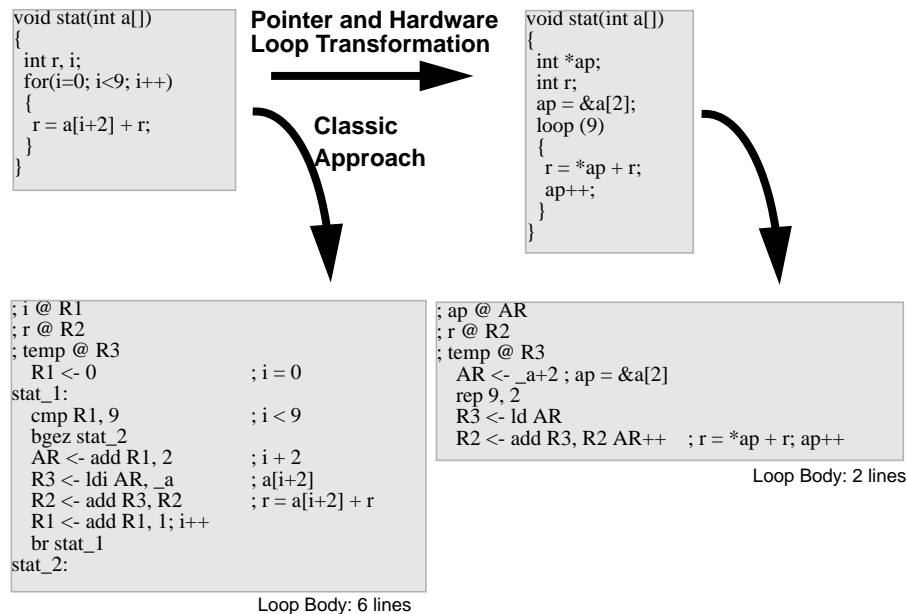 void stat(int a[])
{
int r, i;
for(i=0; i<9; i++)
{
r = a[i+2] + r;
}
}
Pointer and Hardware
Loop Transformation
Classic
Approach
void stat(int a[])
{
int *ap;
int r;
ap = &a[2];
loop (9)
{
r = *ap + r;
ap++;
}
}
; i @ R1
; r @ R2
; temp @ R3
R1 <- 0 ; i = 0
stat_1:
cmp R1, 9 ; i < 9
bgez stat_2
AR <- add R1, 2 ; i + 2
R3 <- ldi AR, _a ; a[i+2]
R2 <- add R3, R2 ; r = a[i+2] + r
R1 <- add R1, 1; i++
br stat_1
stat_2:
Loop Body: 6 lines
; ap @ AR
; r @ R2
; temp @ R3
AR <- _a+2 ; ap = &a[2]
rep 9, 2
R3 <- ld AR
R2 <- add R3, R2 AR++ ; r = *ap + r; ap++
Loop Body: 2 lines